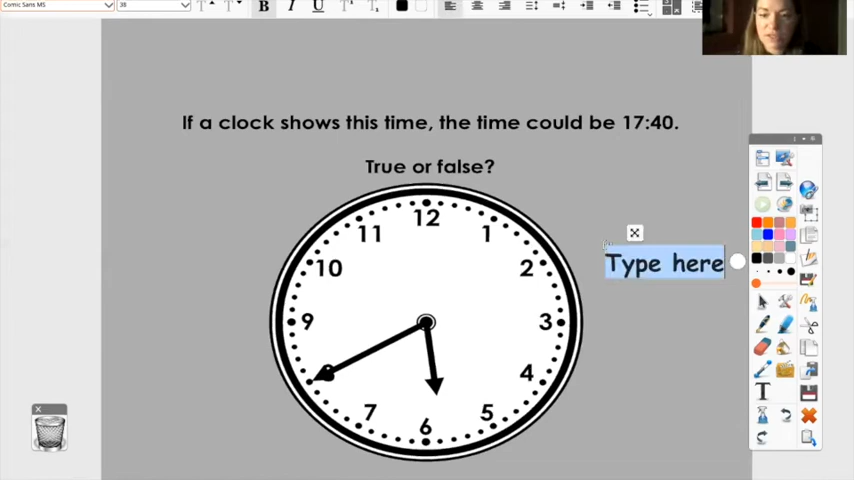 Comic Sans MS
38
B I U
If a clock shows this time, the time could be 17:40.
True or false?
12
11 1
10 2
9 3
8 4
7 5
6
Type here
T